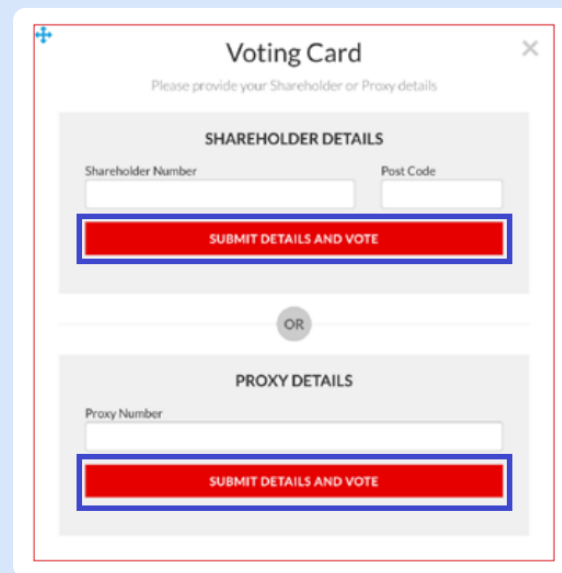 Voting Card
Please provide your Shareholder or Proxy details
SHAREHOLDER DETAILS
Shareholder Number Post Code
SUBMIT DETAILS AND VOTE
OR
PROXY DETAILS
Proxy Number
SUBMIT DETAILS AND VOTE